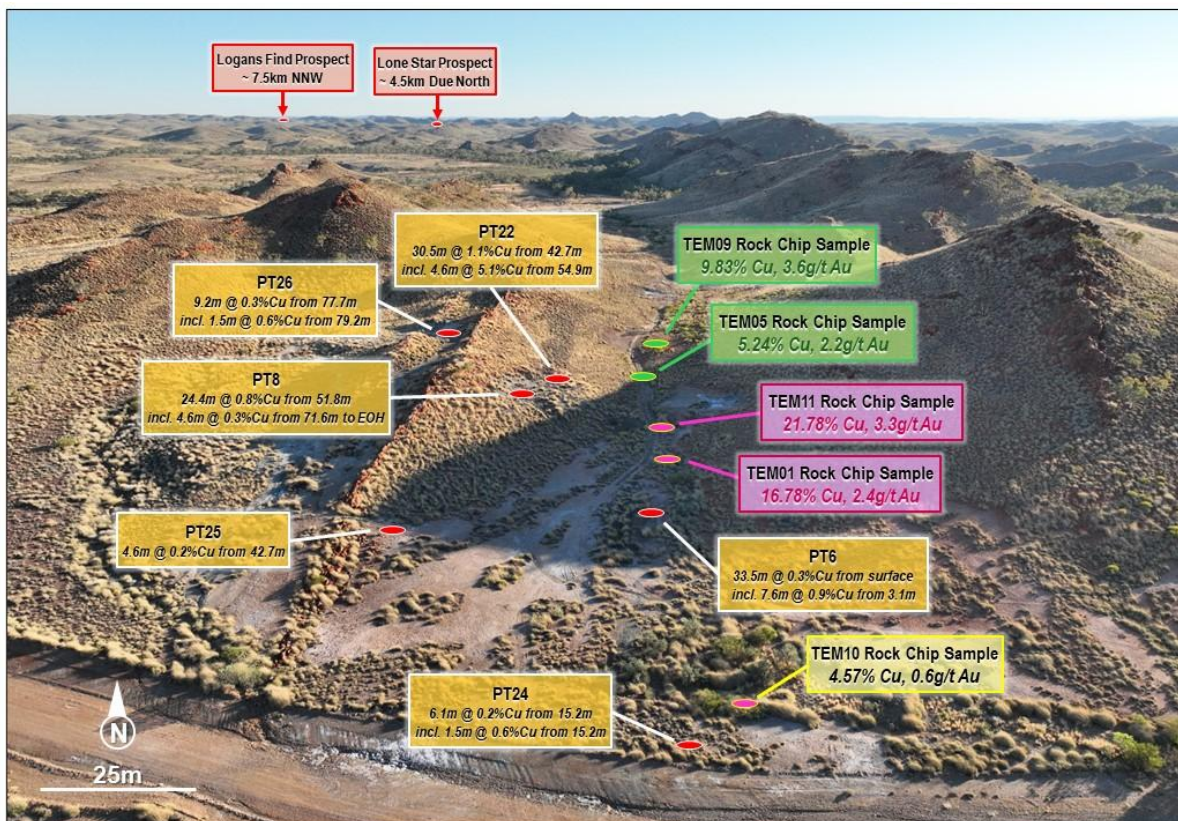 Logans Find Prospect
~ 7.5km NNW
Lone Star Prospect
~ 4.5km Due North
PT22
30.5m @ 1.1%Cu from 42.7m
incl. 4.6m @ 5.1%Cu from 54.9m
TEM09 Rock Chip Sample
9.83% Cu, 3.6g/t Au
PT26
9.2m @ 0.3%Cu from 77.7m
incl. 1.5m @ 0.6%Cu from 79.2m
TEM05 Rock Chip Sample
5.24% Cu, 2.2g/t Au
PT8
24.4m @ 0.8%Cu from 51.8m
incl. 4.6m @ 0.3%Cu from 71.6m to EOH
TEM11 Rock Chip Sample
21.78% Cu, 3.3g/t Au
TEM01 Rock Chip Sample
16.78% Cu, 2.4g/t Au
PT25
4.6m @ 0.2%Cu from 42.7m
PT6
33.5m @ 0.3%Cu from surface
incl. 7.6m @ 0.9%Cu from 3.1m
TEM10 Rock Chip Sample
4.57% Cu, 0.6g/t Au
PT24
6.1m @ 0.2%Cu from 15.2m
incl. 1.5m @ 0.6%Cu from 15.2m
N
25m